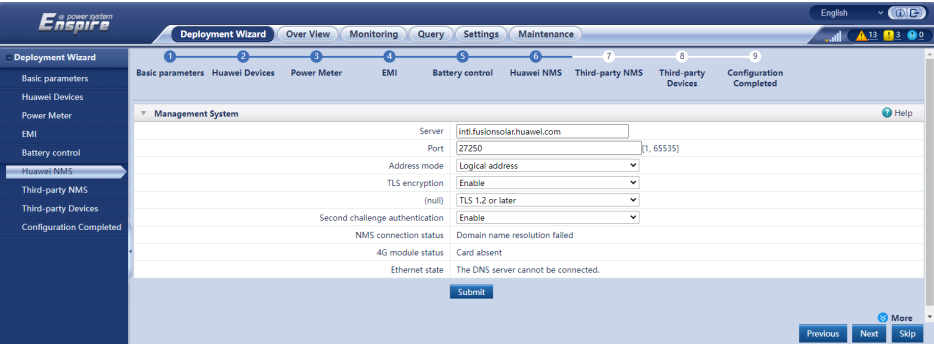 @ power system
Enspire
English
Deployment Wizard
Over View
Monitoring
Query
Settings
Maintenance
13
3
0
Deployment Wizard
Basic parameters
Huawei Devices
Power Meter
EMI
Battery control
Huawei NMS
Third-party NMS
Third-party Devices
Configuration Completed
1 2 3 4 5 6 7 8 9
Basic parameters Huawei Devices Power Meter EMI Battery control Huawei NMS Third-party NMS Third-party Devices Configuration Completed
Management System
Help
Server intl.fusionsolar.huawei.com
Port 27250 [1, 65535]
Address mode Logical address
TLS encryption Enable
(null) TLS 1.2 or later
Second challenge authentication Enable
NMS connection status Domain name resolution failed
4G module status Card absent
Ethernet state The DNS server cannot be connected.
Submit
More
Previous Next Skip